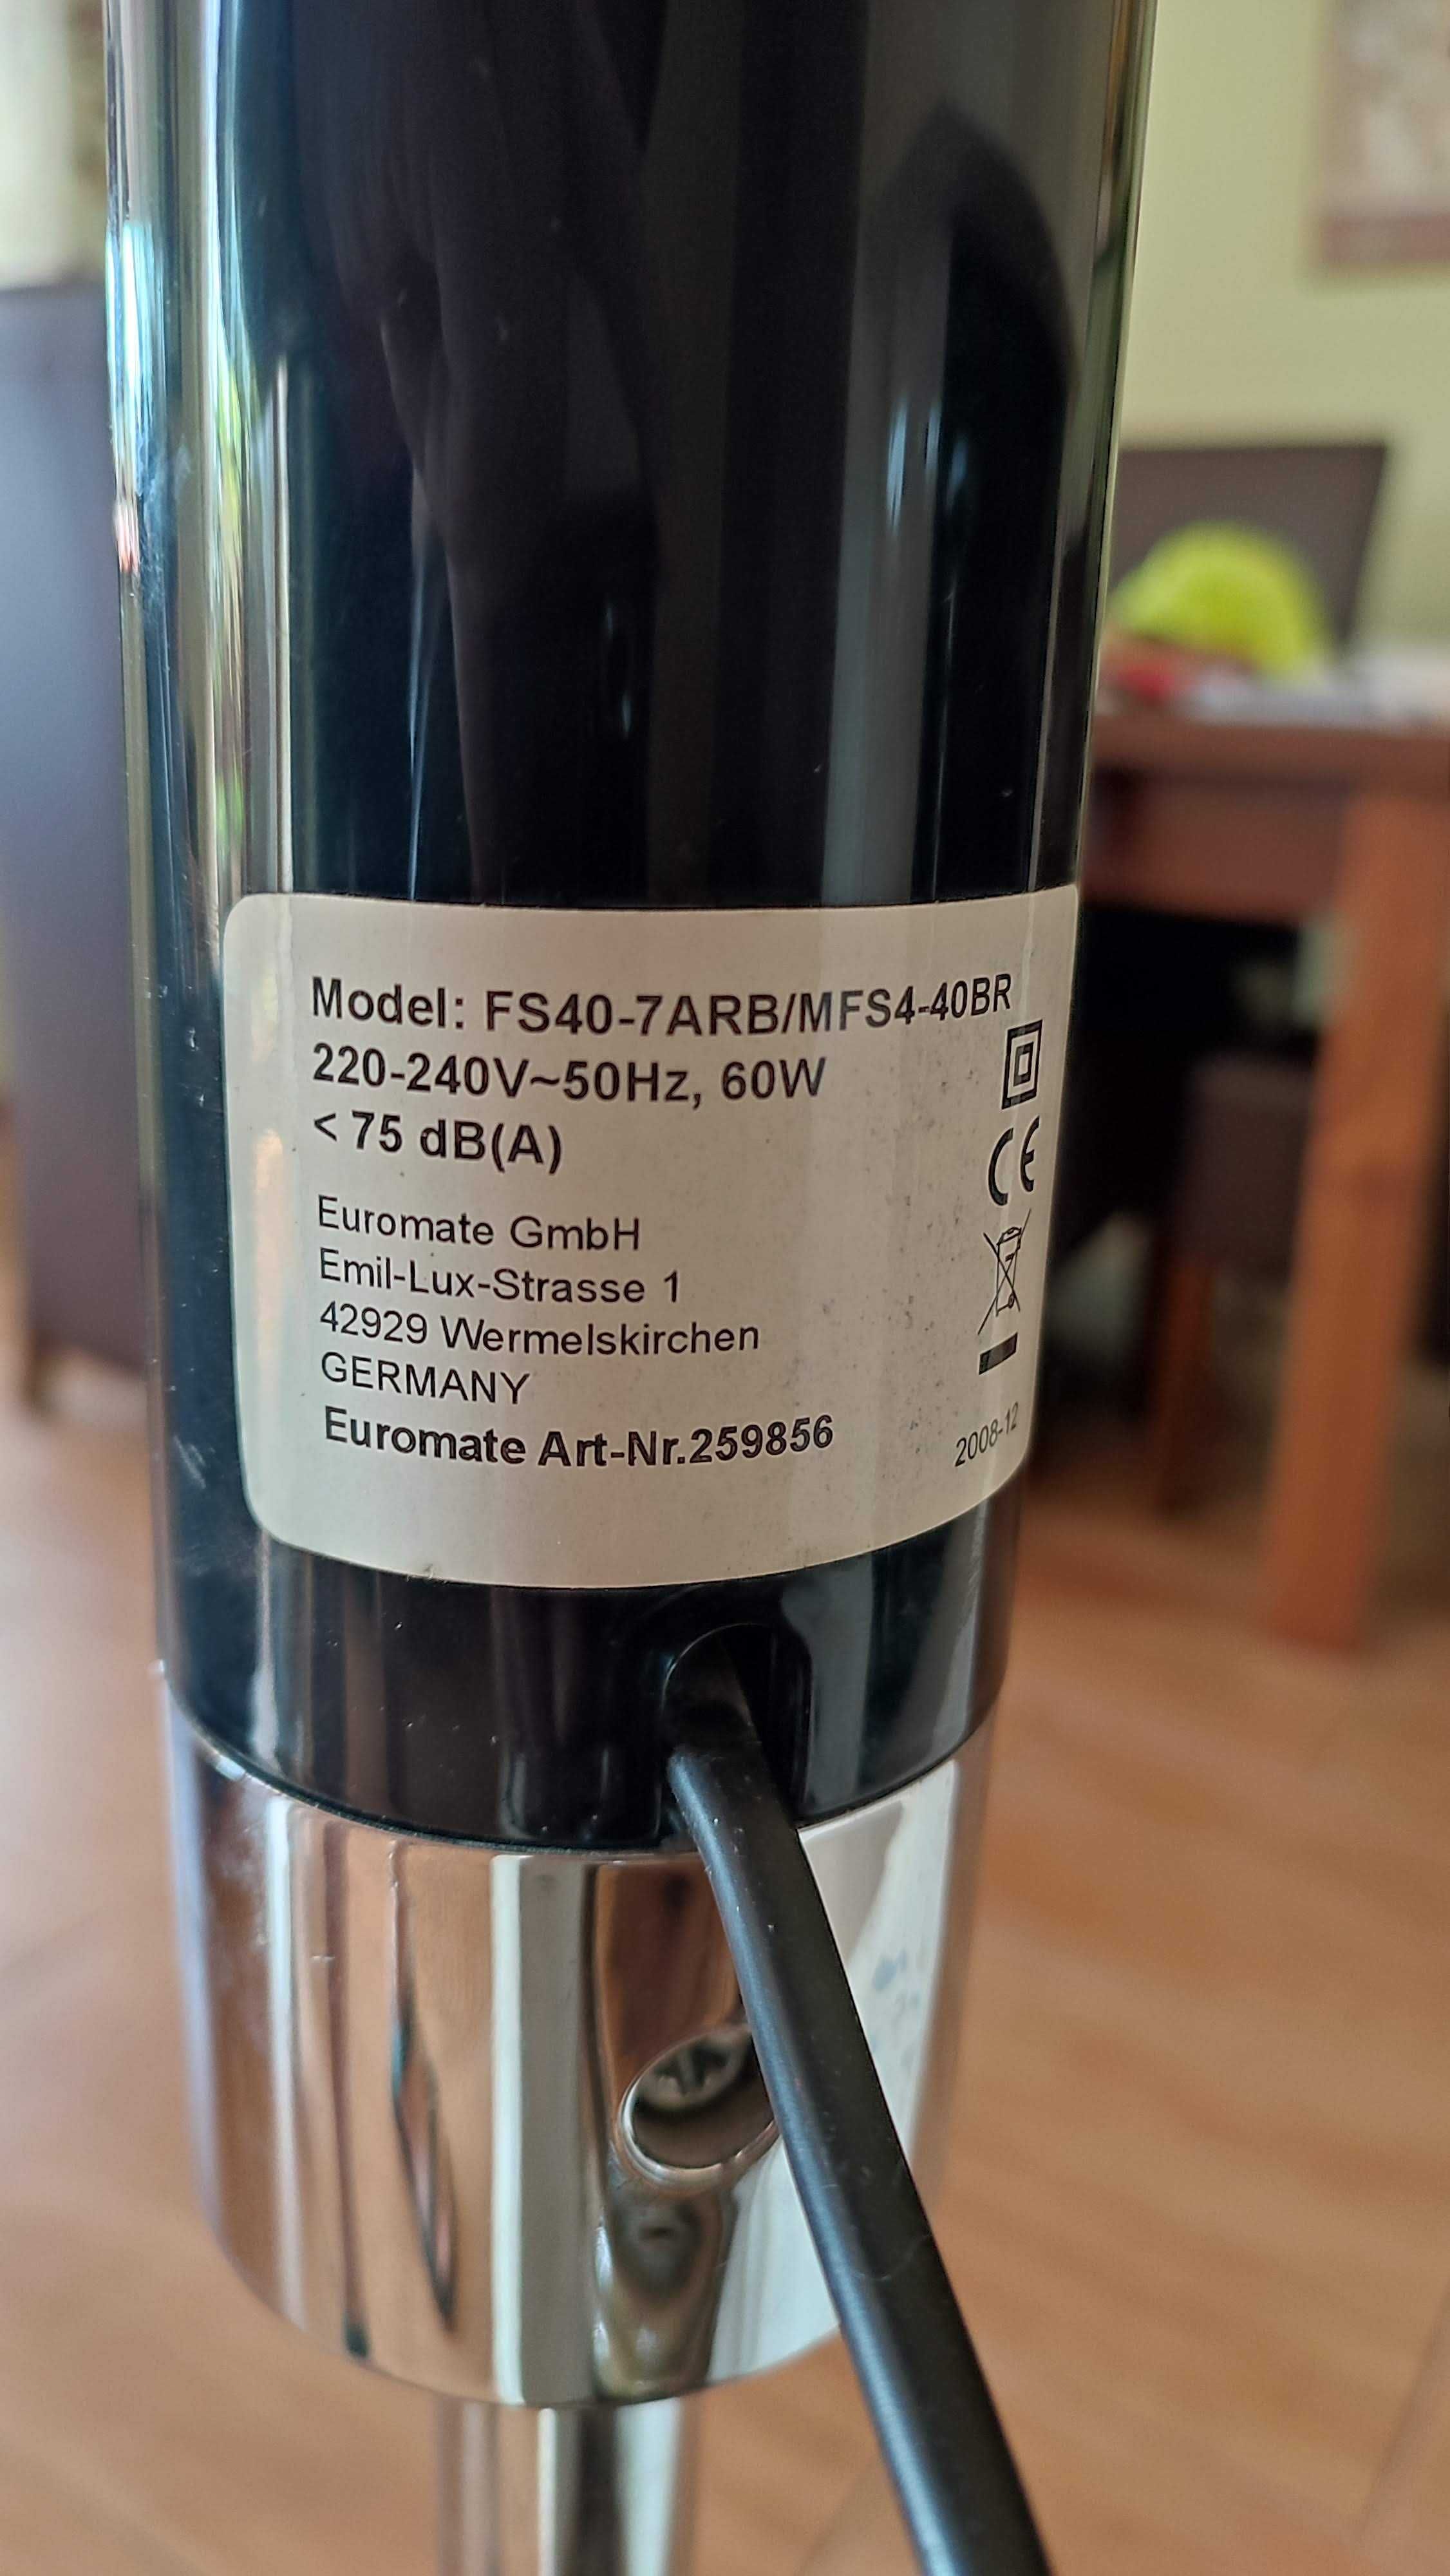 Model: FS40-7ARB/MFS4-40BR
220-240V~50Hz, 60W
< 75 dB(A)
CE
Euromate GmbH
Emil-Lux-Strasse 1
42929 Wermelskirchen
GERMANY
Euromate Art-Nr.259856
2008-12